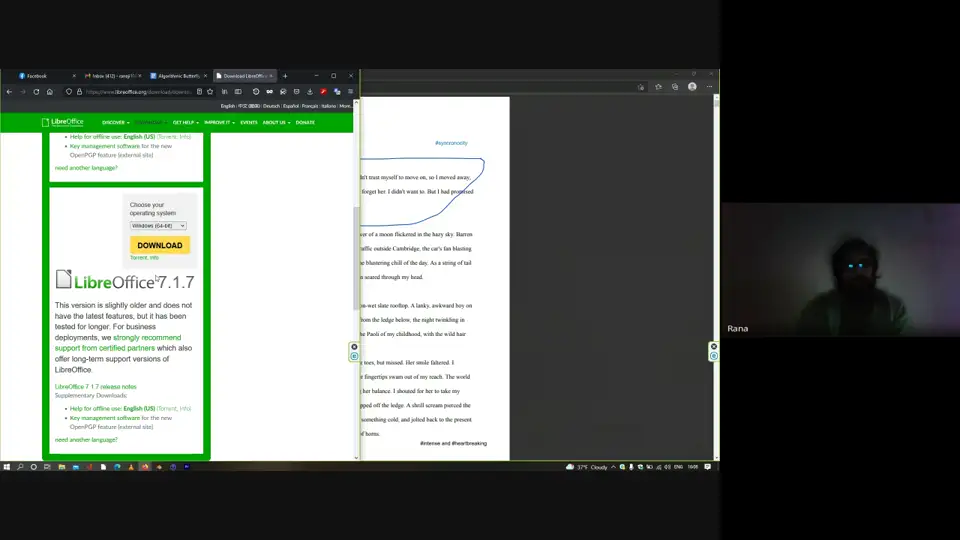 Facebook
Inbox (412)
Download LibreOffic
English
Deutsch
Español
Français
Italiano
More...
LibreOffice
DISCOVER
GET HELP
IMPROVE IT
EVENTS
ABOUT US
DONATE
Help for offline use: English (US) (Torrent, Info)
Key management software for the new
OpenPGP feature (external site)
need another language?
Choose your
operating system
Windows (64-bit)
DOWNLOAD
Torrent, Info
LibreOffice 7.1.7
This version is slightly older and does
not have the latest features, but it has been
tested for longer. For business
deployments, we strongly recommend
support from certified partners which also
offer long-term support versions of
LibreOffice.
LibreOffice 7.1.7 release notes
Supplementary Downloads:
Help for offline use: English (US) (Torrent, Info)
Key management software for the new
OpenPGP feature (external site)
need another language?
trust myself to move on, so I moved away,
forget her. I didn't want to. But I had promised
of a moon flickered in the hazy sky. Barron
outside Cambridge, the car's fan blasting
blustering chill of the day. As a string of tail
seared through my head.
slate rooftop. A lanky, awkward boy on
from the ledge below, the night twinkling in
Paoli of my childhood, with the wild hair
toes, but missed. Her smile faltered. I
fingertips swam out of my reach. The world
her balance. I shouted for her to take my
off the ledge. A shrill scream pierced the
something cold, and jolted back to the present
of horns.
#intense and #heartbreaking
37°F Cloudy
ENG
Rana